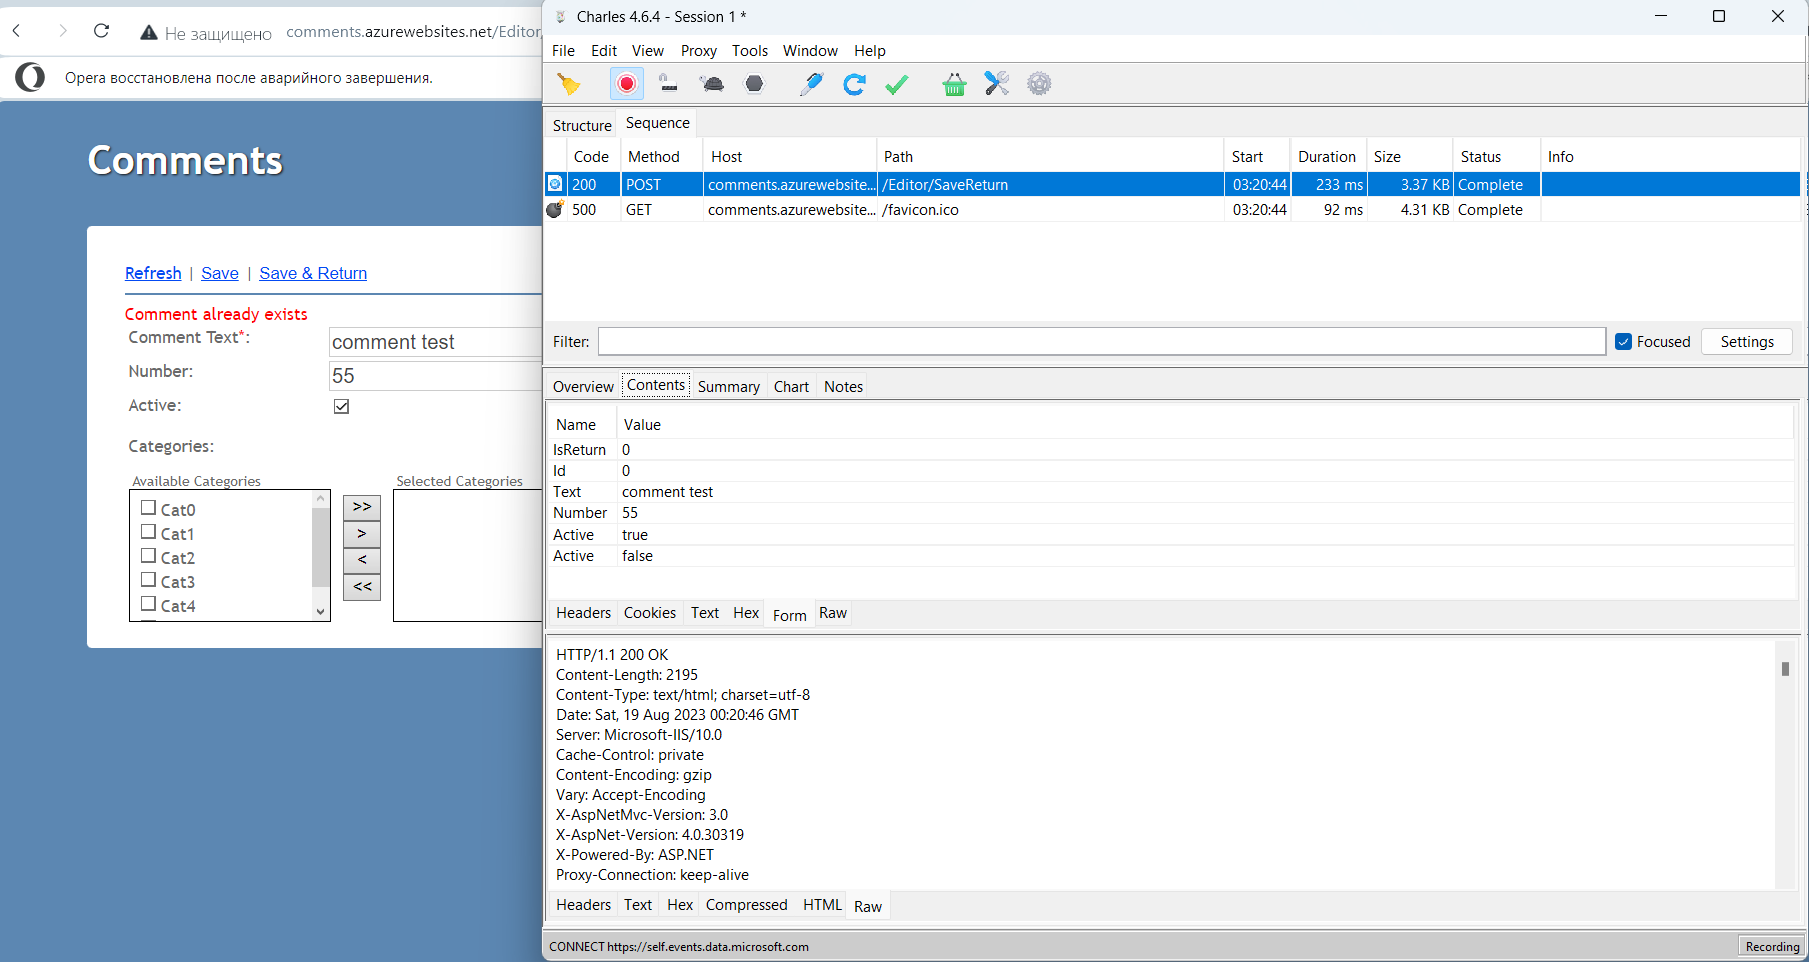 Не защищено comments.azurewebsites.net/Editor/
Opera восстановлена после аварийного завершения.
Comments
Refresh | Save | Save & Return
Comment already exists
Comment Text*: comment test
Number: 55
Active:
Categories:
Available Categories Selected Categories
Cat0
Cat1
Cat2
Cat3
Cat4
>>
>
<
<<
Charles 4.6.4 - Session 1 *
File Edit View Proxy Tools Window Help
Structure Sequence
Code Method Host Path Start Duration Size Status Info
200 POST comments.azurewebsite... /Editor/SaveReturn 03:20:44 233 ms 3.37 KB Complete
500 GET comments.azurewebsite... /favicon.ico 03:20:44 92 ms 4.31 KB Complete
Filter: Focused Settings
Overview Contents Summary Chart Notes
Name Value
IsReturn 0
Id 0
Text comment test
Number 55
Active true
Active false
Headers Cookies Text Hex Form Raw
HTTP/1.1 200 OK
Content-Length: 2195
Content-Type: text/html; charset=utf-8
Date: Sat, 19 Aug 2023 00:20:46 GMT
Server: Microsoft-IIS/10.0
Cache-Control: private
Content-Encoding: gzip
Vary: Accept-Encoding
X-AspNetMvc-Version: 3.0
X-AspNet-Version: 4.0.30319
X-Powered-By: ASP.NET
Proxy-Connection: keep-alive
Headers Text Hex Compressed HTML Raw
CONNECT https://self.events.data.microsoft.com Recording